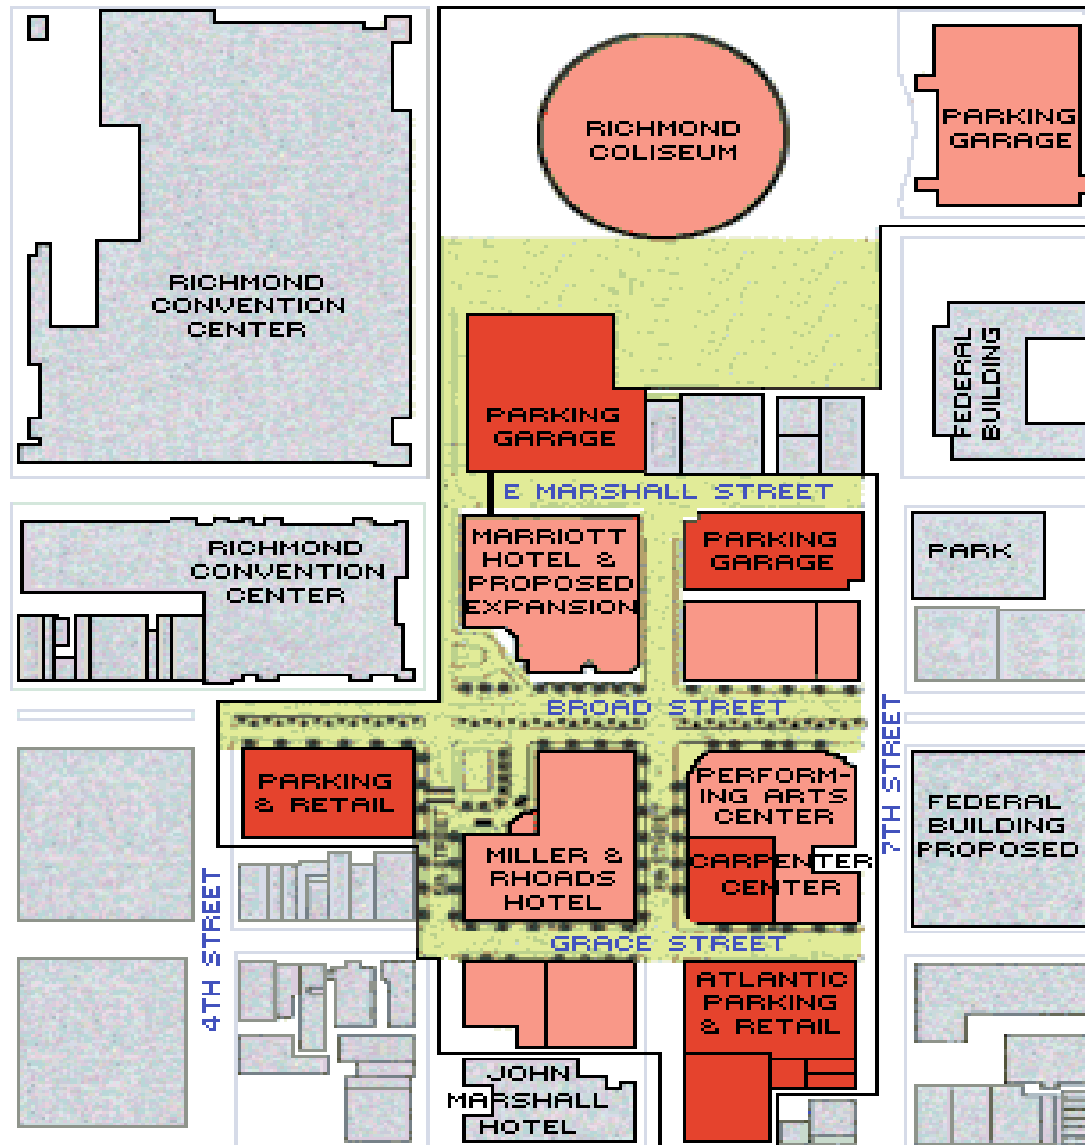 RICHMOND
COLISEUM
PARKING
GARAGE
RICHMOND
CONVENTION
CENTER
FEDERAL
BUILDING
PARKING
GARAGE
E MARSHALL STREET
MARRIOTT
HOTEL &
PROPOSED
EXPANSION
PARKING
GARAGE
RICHMOND
CONVENTION
CENTER
PARK
BROAD STREET
7TH STREET
PARKING
& RETAIL
PERFORM-
ING ARTS
CENTER
FEDERAL
BUILDING
PROPOSED
MILLER &
RHOADS
HOTEL
CARPENTER
CENTER
4TH STREET
GRACE STREET
ATLANTIC
PARKING
& RETAIL
JOHN
MARSHALL
HOTEL